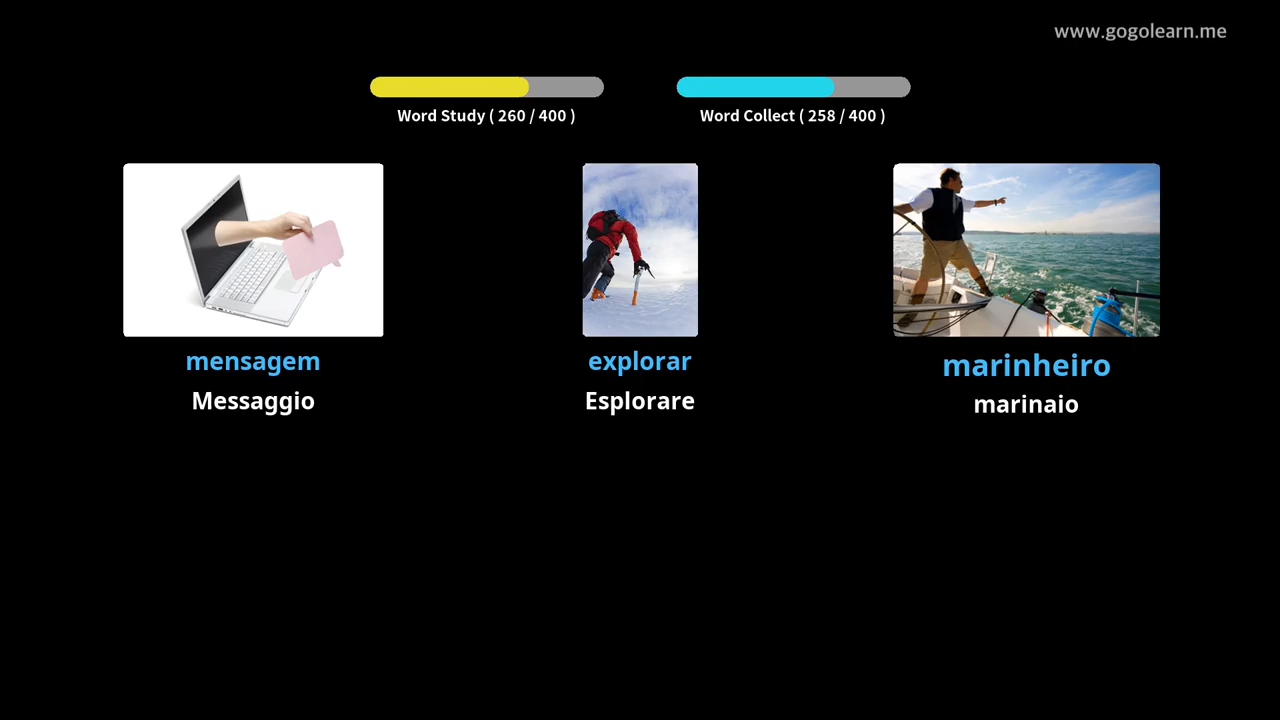 www.gogolearn.me
Word Study ( 260 / 400 )
Word Collect ( 258 / 400 )
mensagem
Messaggio
explorar
Esplorare
marinheiro
marinaio